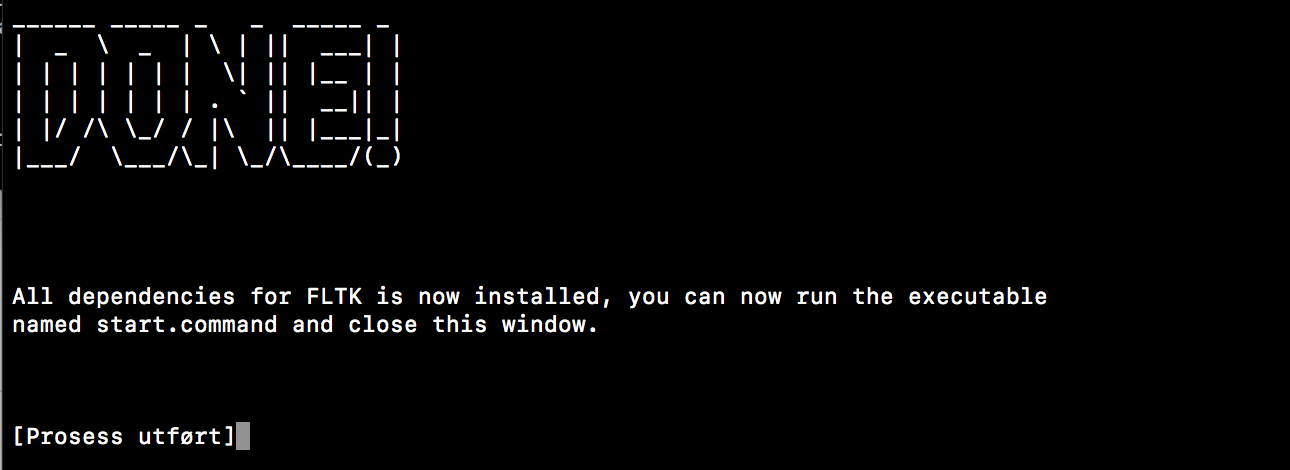 DONE!
All dependencies for FLTK is now installed, you can now run the executable
named start.command and close this window.
[Prosess utført]